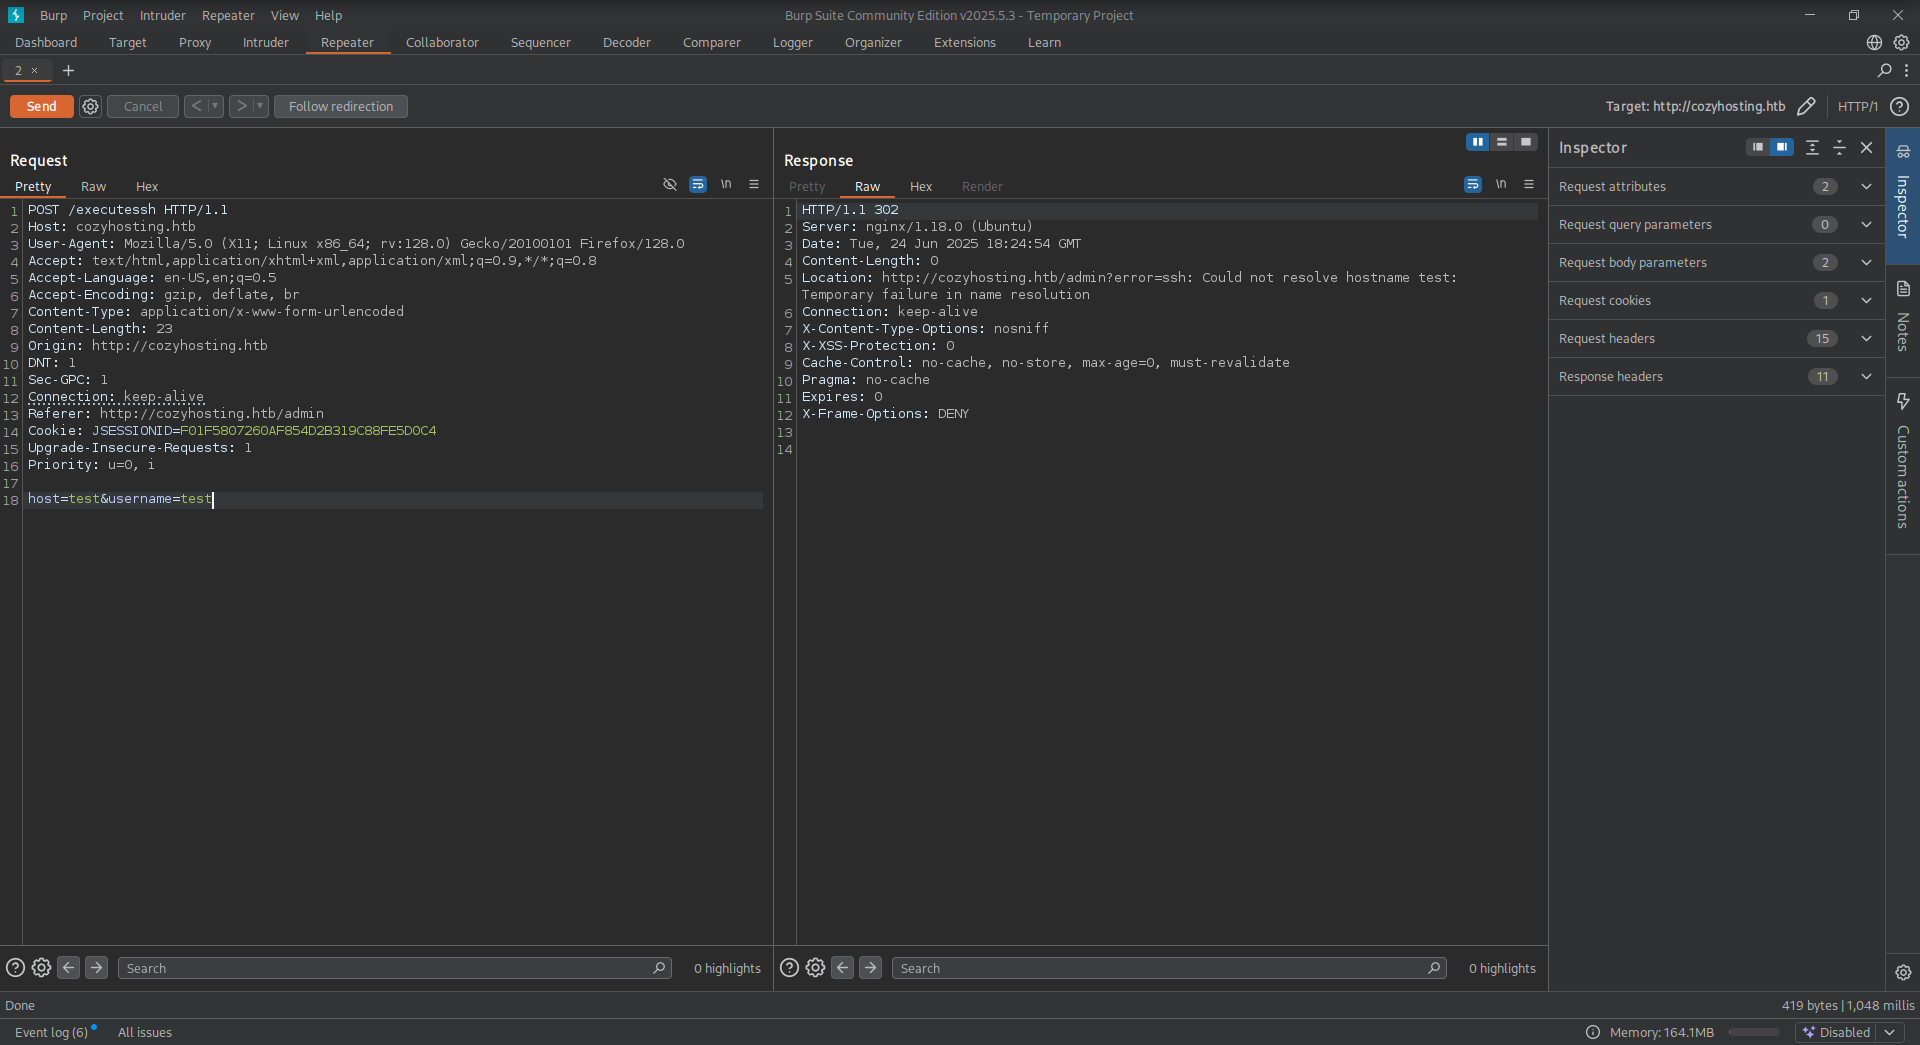 Burp Project Intruder Repeater View Help
Burp Suite Community Edition v2025.5.3 - Temporary Project
Dashboard Target Proxy Intruder Repeater Collaborator Sequencer Decoder Comparer Logger Organizer Extensions Learn
2 × +
Send Cancel < > Follow redirection
Target: http://cozyhosting.htb HTTP/1
Request
Pretty Raw Hex
\n
1 POST /executessh HTTP/1.1
2 Host: cozyhosting.htb
3 User-Agent: Mozilla/5.0 (X11; Linux x86_64; rv:128.0) Gecko/20100101 Firefox/128.0
4 Accept: text/html,application/xhtml+xml,application/xml;q=0.9,*/*;q=0.8
5 Accept-Language: en-US,en;q=0.5
6 Accept-Encoding: gzip, deflate, br
7 Content-Type: application/x-www-form-urlencoded
8 Content-Length: 23
9 Origin: http://cozyhosting.htb
10 DNT: 1
11 Sec-GPC: 1
12 Connection: keep-alive
13 Referer: http://cozyhosting.htb/admin
14 Cookie: JSESSIONID=F01F5807260AF854D2B319C88FE5D0C4
15 Upgrade-Insecure-Requests: 1
16 Priority: u=0, i
17
18 host=test&username=test
Search
0 highlights
Response
Pretty Raw Hex Render
\n
1 HTTP/1.1 302
2 Server: nginx/1.18.0 (Ubuntu)
3 Date: Tue, 24 Jun 2025 18:24:54 GMT
4 Content-Length: 0
5 Location: http://cozyhosting.htb/admin?error=ssh: Could not resolve hostname test:
Temporary failure in name resolution
6 Connection: keep-alive
7 X-Content-Type-Options: nosniff
8 X-XSS-Protection: 0
9 Cache-Control: no-cache, no-store, max-age=0, must-revalidate
10 Pragma: no-cache
11 Expires: 0
12 X-Frame-Options: DENY
13
14
Search
0 highlights
Inspector
Request attributes 2
Request query parameters 0
Request body parameters 2
Request cookies 1
Request headers 15
Response headers 11
Inspector
Notes
Custom actions
Done
419 bytes | 1,048 millis
Event log (6) All issues
Memory: 164.1MB
Disabled